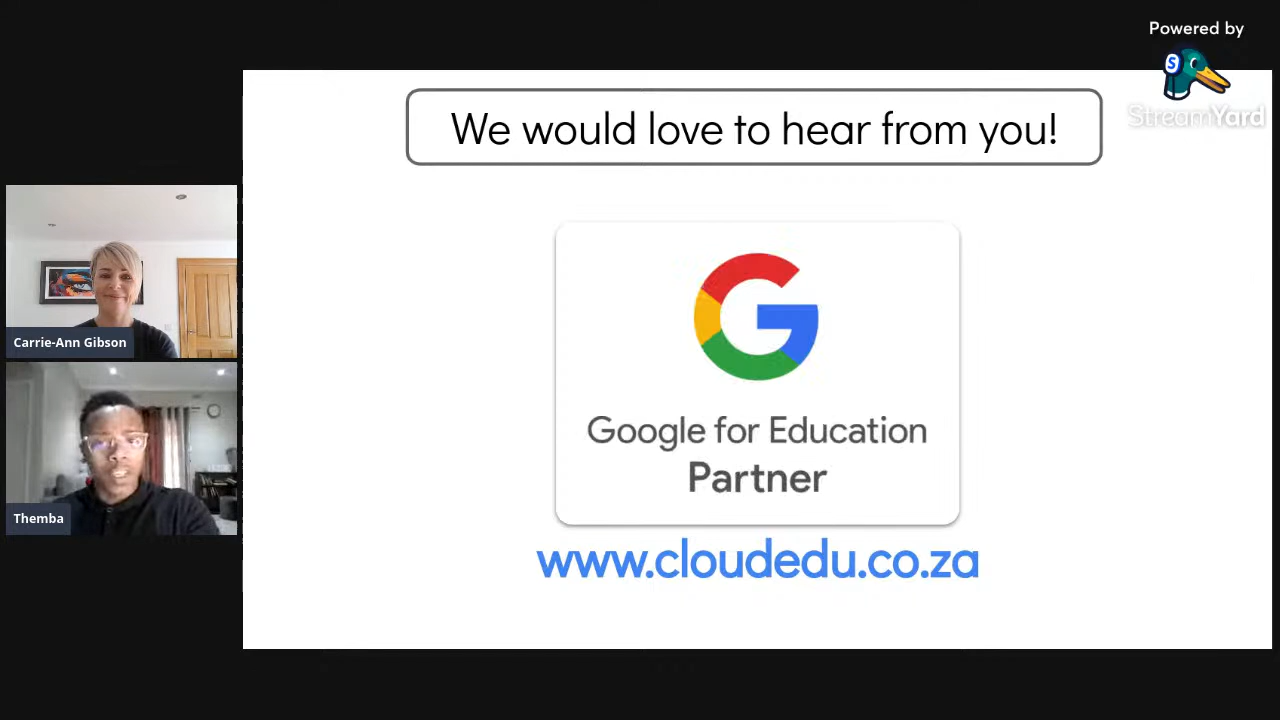 Powered by
StreamYard
We would love to hear from you!
Carrie-Ann Gibson
Google for Education
Partner
Themba
www.cloudedu.co.za